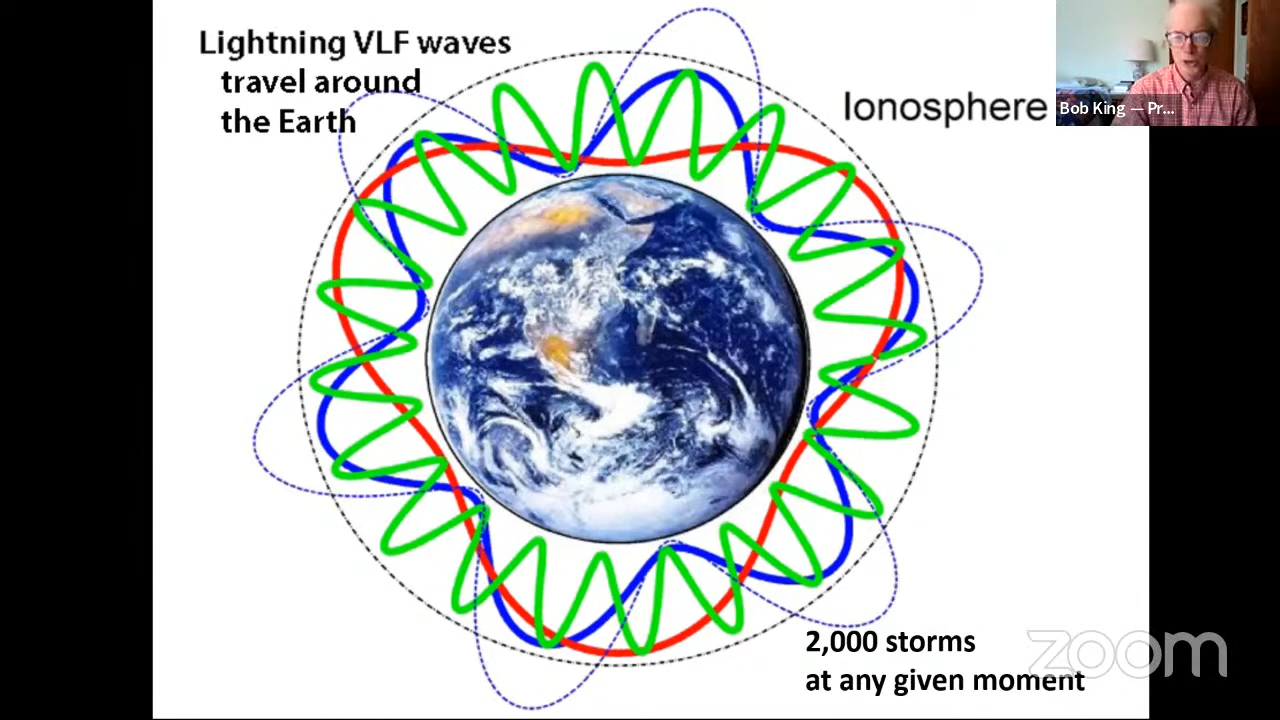 Lightning VLF waves
travel around
the Earth
Ionosphere
Bob King — Pr...
2,000 storms
at any given moment
zoom